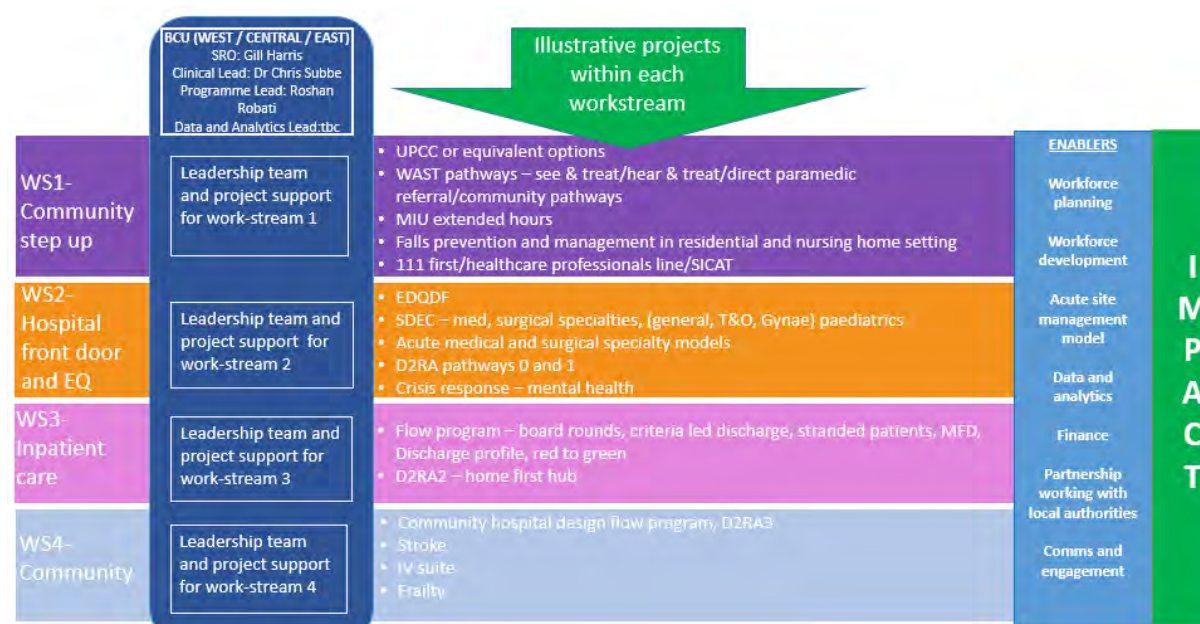 BCU (WEST / CENTRAL / EAST)
SRO: Gill Harris
Clinical Lead: Dr Chris Subbe
Programme Lead: Roshan
Robati
Data and Analytics Lead:tbc
Illustrative projects
within each
workstream
WS1-
Community
step up
Leadership team
and project support
for work-stream 1
• UPCC or equivalent options
• WAST pathways – see & treat/hear & treat/direct paramedic
referral/community pathways
• MIU extended hours
• Falls prevention and management in residential and nursing home setting
• 111 first/healthcare professionals line/SICAT
WS2-
Hospital
front door
and EQ
Leadership team and
project support for
work-stream 2
• EDQDF
• SDEC – med, surgical specialties, (general, T&O, Gynae) paediatrics
• Acute medical and surgical specialty models
• D2RA pathways 0 and 1
• Crisis response – mental health
WS3-
Inpatient
care
Leadership team and
project support for
work-stream 3
• Flow program – board rounds, criteria led discharge, stranded patients, MFD,
Discharge profile, red to green
• D2RA2 – home first hub
WS4-
Community
Leadership team
and project support
for work-stream 4
• Community hospital design flow program, D2RA3
• Stroke
• IV suite
• Frailty
ENABLERS
Workforce
planning
Workforce
development
Acute site
management
model
Data and
analytics
Finance
Partnership
working with
local authorities
Comms and
engagement
I
M
P
A
C
T